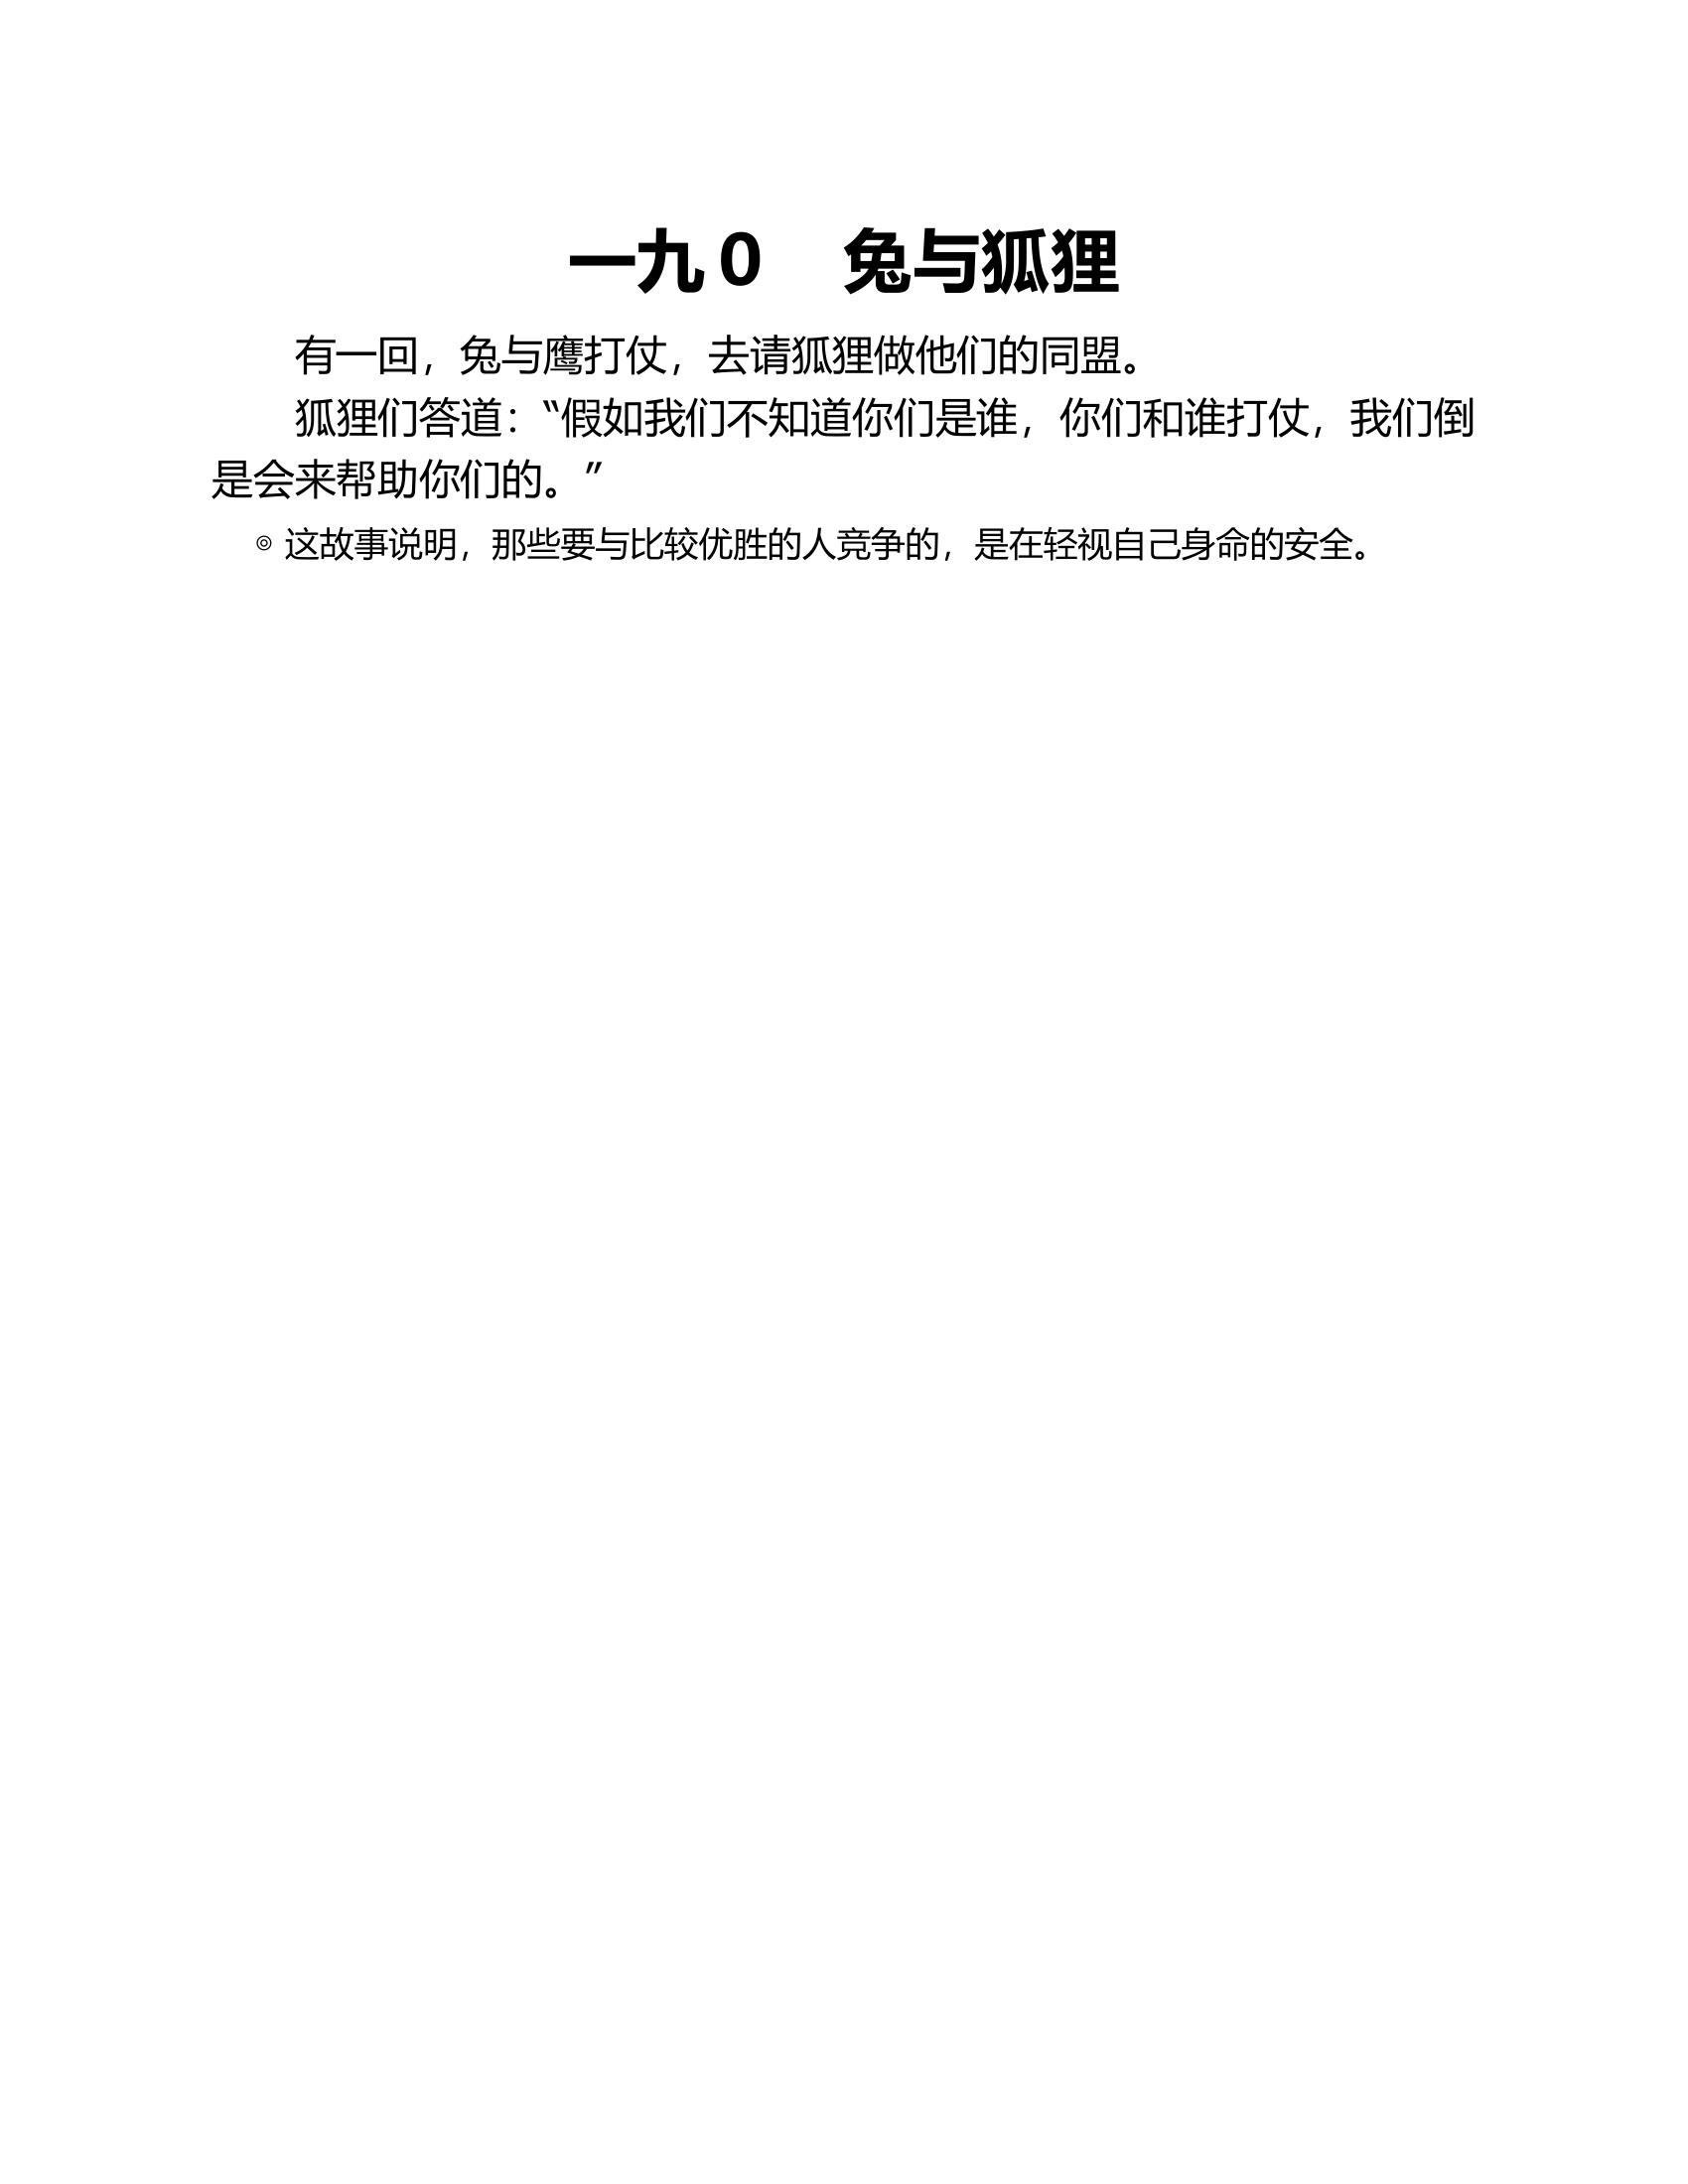 一九0　兔与狐狸
有一回，兔与鹰打仗，去请狐狸做他们的同盟。
狐狸们答道：“假如我们不知道你们是谁，你们和谁打仗，我们倒
是会来帮助你们的。”
◎ 这故事说明，那些要与比较优胜的人竞争的，是在轻视自己身命的安全。